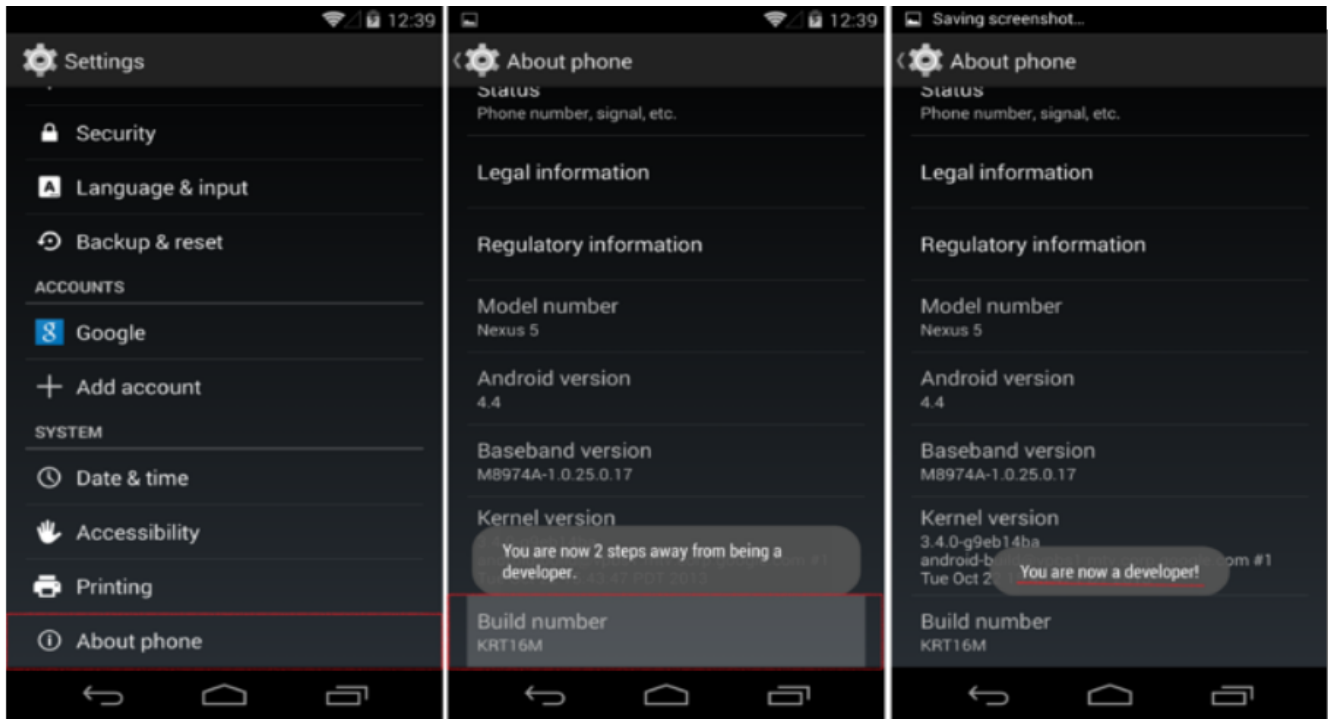 12:39
Settings
Security
Language & input
Backup & reset
ACCOUNTS
Google
Add account
SYSTEM
Date & time
Accessibility
Printing
About phone
12:39
About phone
Status
Phone number, signal, etc.
Legal information
Regulatory information
Model number
Nexus 5
Android version
4.4
Baseband version
M8974A-1.0.25.0.17
Kernel version
You are now 2 steps away from being a
developer.
Build number
KRT16M
Saving screenshot...
About phone
Status
Phone number, signal, etc.
Legal information
Regulatory information
Model number
Nexus 5
Android version
4.4
Baseband version
M8974A-1.0.25.0.17
Kernel version
3.4.0-g9eb14ba
om #1
Tue Oct
You are now a developer!
Build number
KRT16M